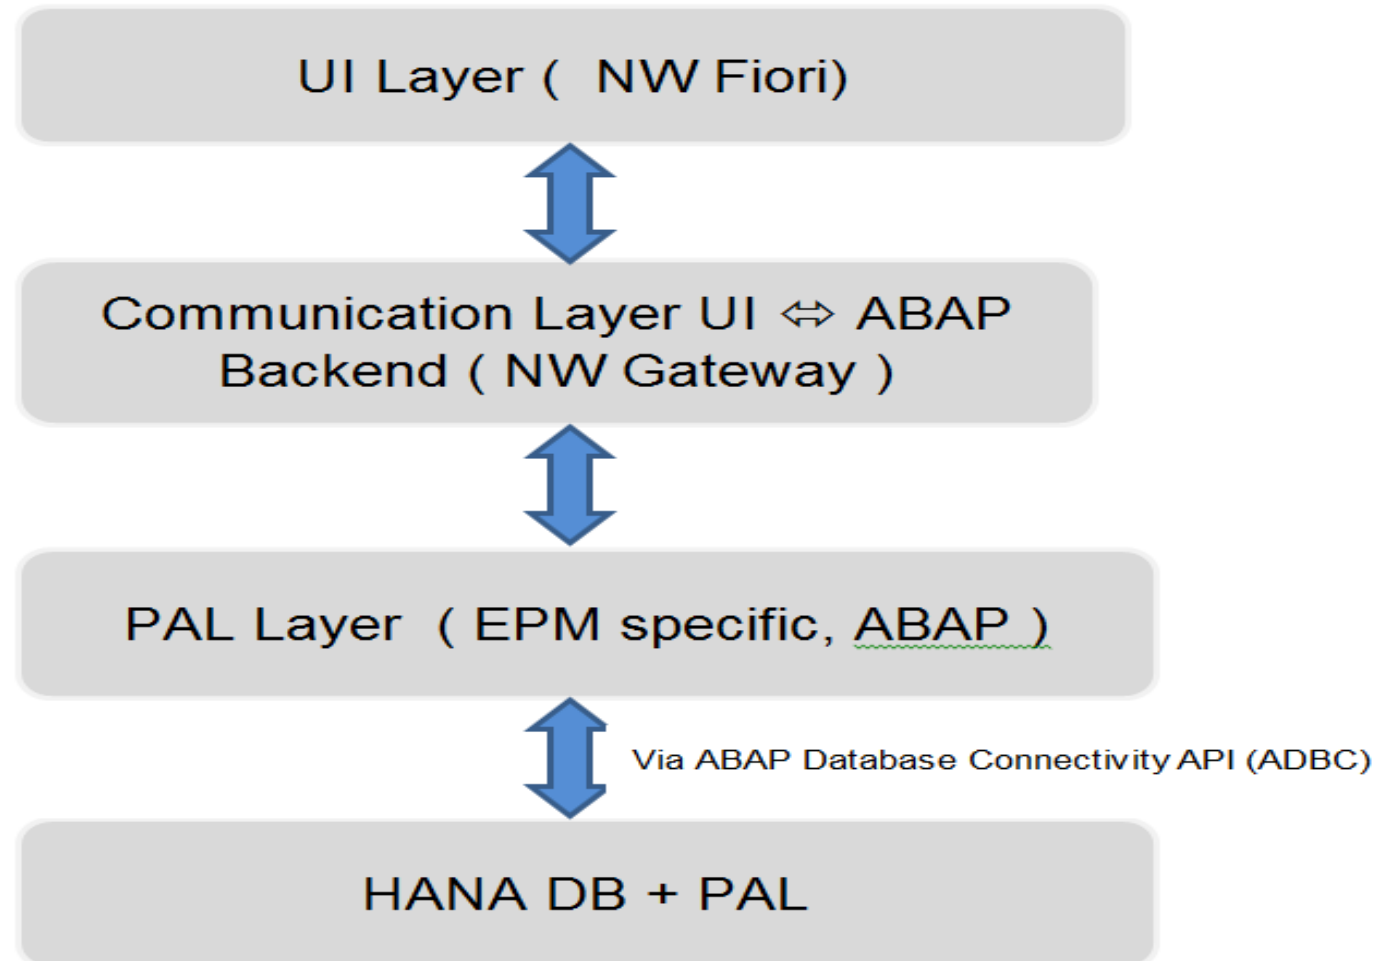 UI Layer (  NW Fiori)
Communication Layer UI ⇔ ABAP
Backend ( NW Gateway )
PAL Layer  ( EPM specific, ABAP )
Via ABAP Database Connectivity API (ADBC)
HANA DB + PAL